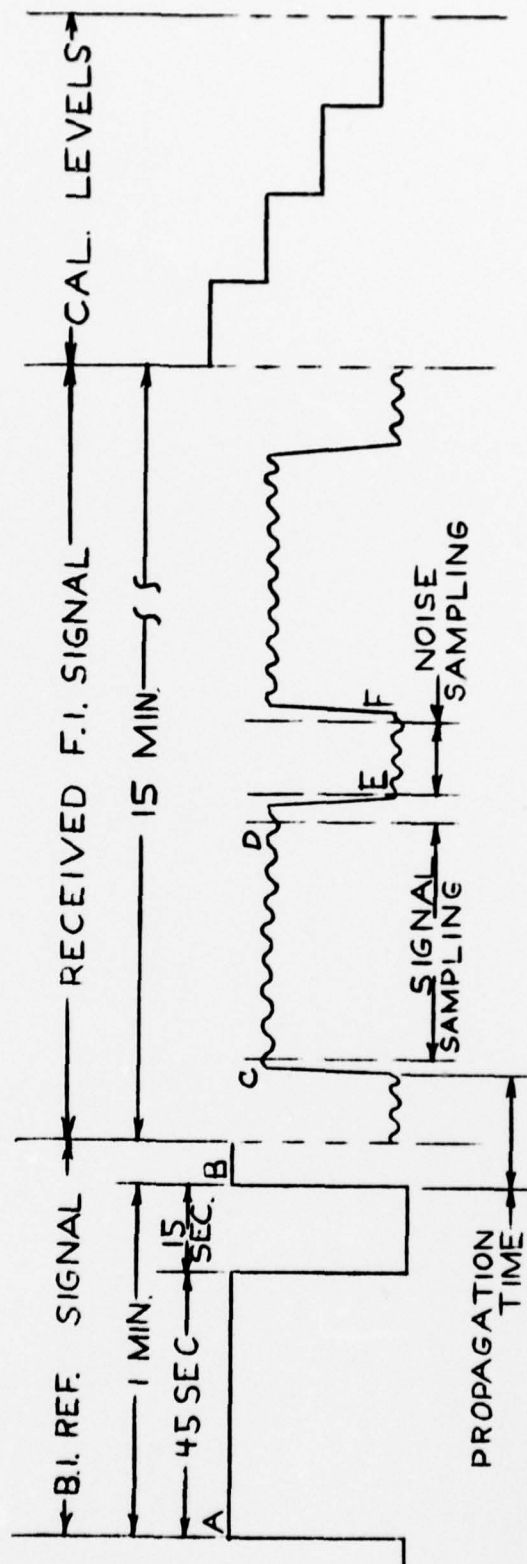 B.I. REF. SIGNAL
RECEIVED F.I. SIGNAL
CAL. LEVELS
1 MIN.
15 MIN.
45 SEC
15
SEC.
A
B
C
D
E
F
PROPAGATION
TIME
SIGNAL
SAMPLING
NOISE
SAMPLING